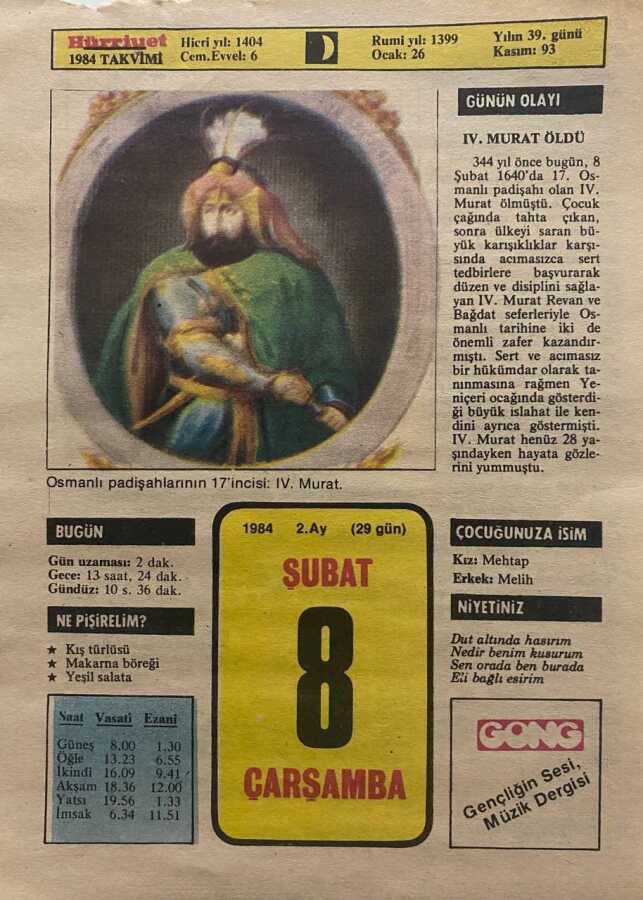 Hürriyet
1984 TAKVİMİ
Hicri yıl: 1404
Cem.Evvel: 6
Rumi yıl: 1399
Ocak: 26
Yılın 39. günü
Kasım: 93
GÜNÜN OLAYI
IV. MURAT ÖLDÜ
344 yıl önce bugün, 8
Şubat 1640'da 17. Os-
manlı padişahı olan IV.
Murat ölmüştü. Çocuk
çağında tahta çıkan,
sonra ülkeyi saran bü-
yük karışıklıklar karşı-
sında acımasızca sert
tedbirlere başvurarak
düzen ve disiplini sağla-
yan IV. Murat Revan ve
Bağdat seferleriyle Os-
manlı tarihine iki de
önemli zafer kazandır-
mıştı. Sert ve acımasız
bir hükümdar olarak ta-
nınmasına rağmen Ye-
niçeri ocağında gösterdi-
ği büyük islahat ile ken-
dini ayrıca göstermişti.
IV. Murat henüz 28 ya-
şındayken hayata gözle-
rini yummuştu.
Osmanlı padişahlarının 17'incisi: IV. Murat.
BUGÜN
Gün uzaması: 2 dak.
Gece: 13 saat, 24 dak.
Gündüz: 10 s. 36 dak.
NE PİŞİRELİM?
★ Kış türlüsü
★ Makarna böreği
★ Yeşil salata
Saat Vasati Ezani
Güneş 8.00 1.30
Öğle 13.23 6.55
İkindi 16.09 9.41
Akşam 18.36 12.00
Yatsı 19.56 1.33
İmsak 6.34 11.51
1984 2.Ay (29 gün)
ŞUBAT
8
ÇARŞAMBA
ÇOCUĞUNUZA İSİM
Kız: Mehtap
Erkek: Melih
NİYETİNİZ
Dut altında hasırım
Nedir benim kusurum
Sen orada ben burada
Eli bağlı esirim
GONG
Gençliğin Sesi,
Müzik Dergisi